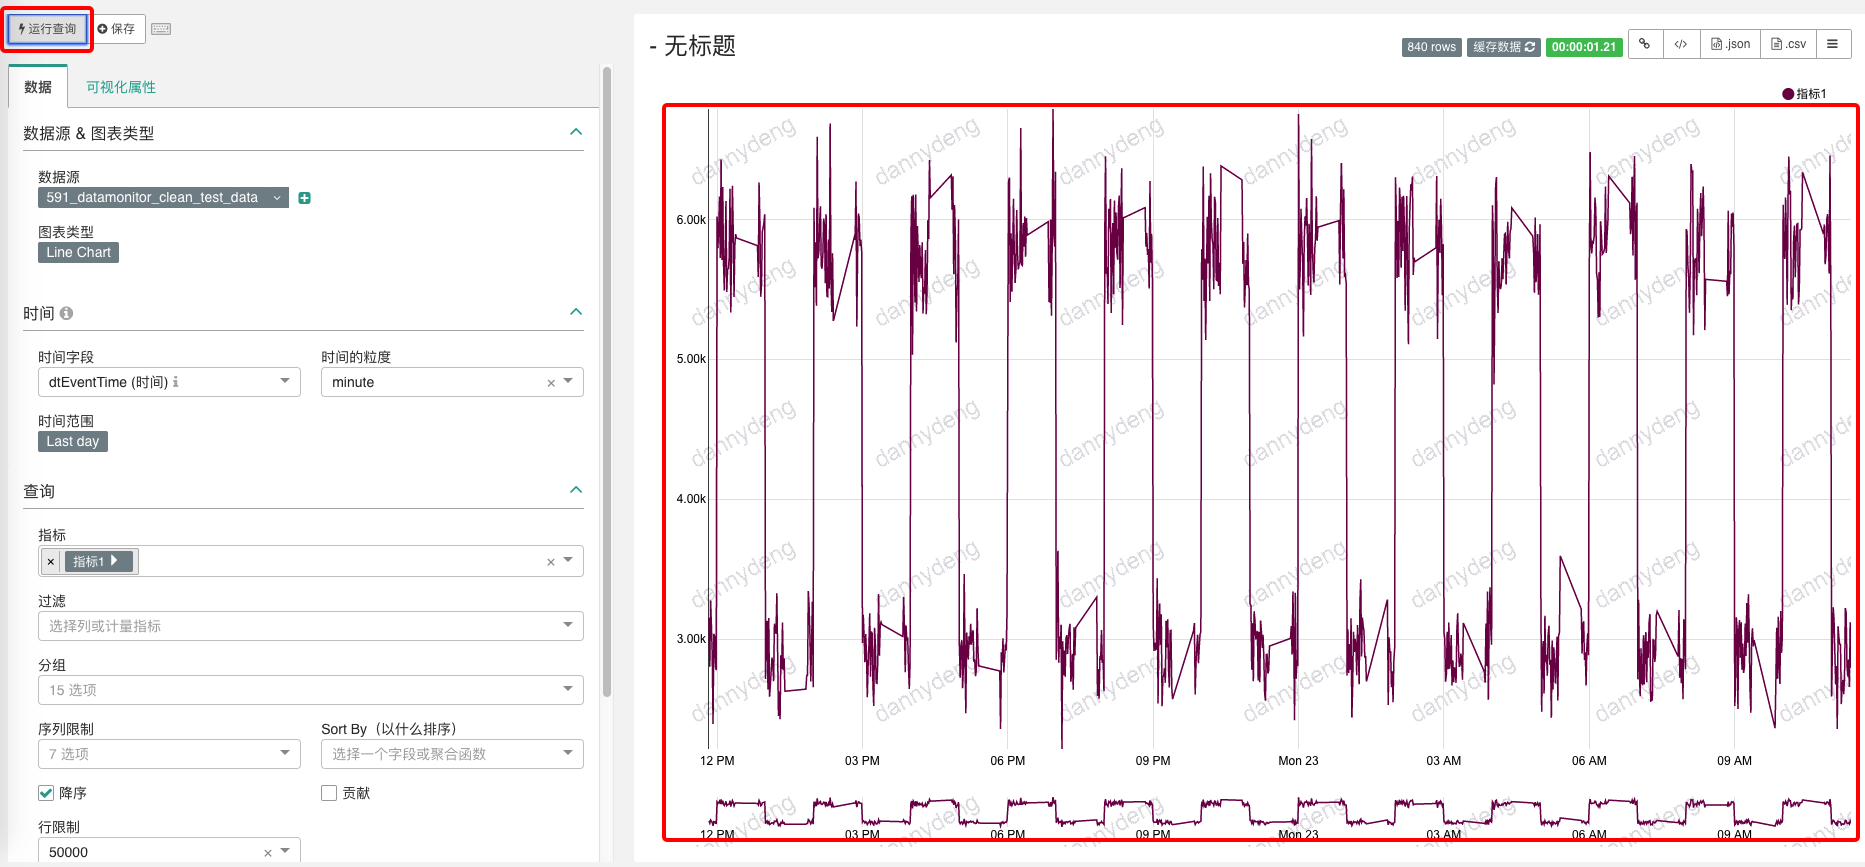 运行查询
保存
数据
可视化属性
数据源 & 图表类型
数据源
591_datamonitor_clean_test_data
图表类型
Line Chart
时间
时间字段
时间的粒度
dtEventTime (时间)
minute
时间范围
Last day
查询
指标
× 指标1
过滤
选择列或计量指标
分组
15 选项
序列限制
Sort By（以什么排序）
7 选项
选择一个字段或聚合函数
降序
贡献
行限制
50000
- 无标题
840 rows
缓存数据
00:00:01.21
</>
.json
.csv
指标1
6.00k
5.00k
4.00k
3.00k
12 PM
03 PM
06 PM
09 PM
Mon 23
03 AM
06 AM
09 AM
12 PM
03 PM
06 PM
09 PM
Mon 23
03 AM
06 AM
09 AM
dannydeng